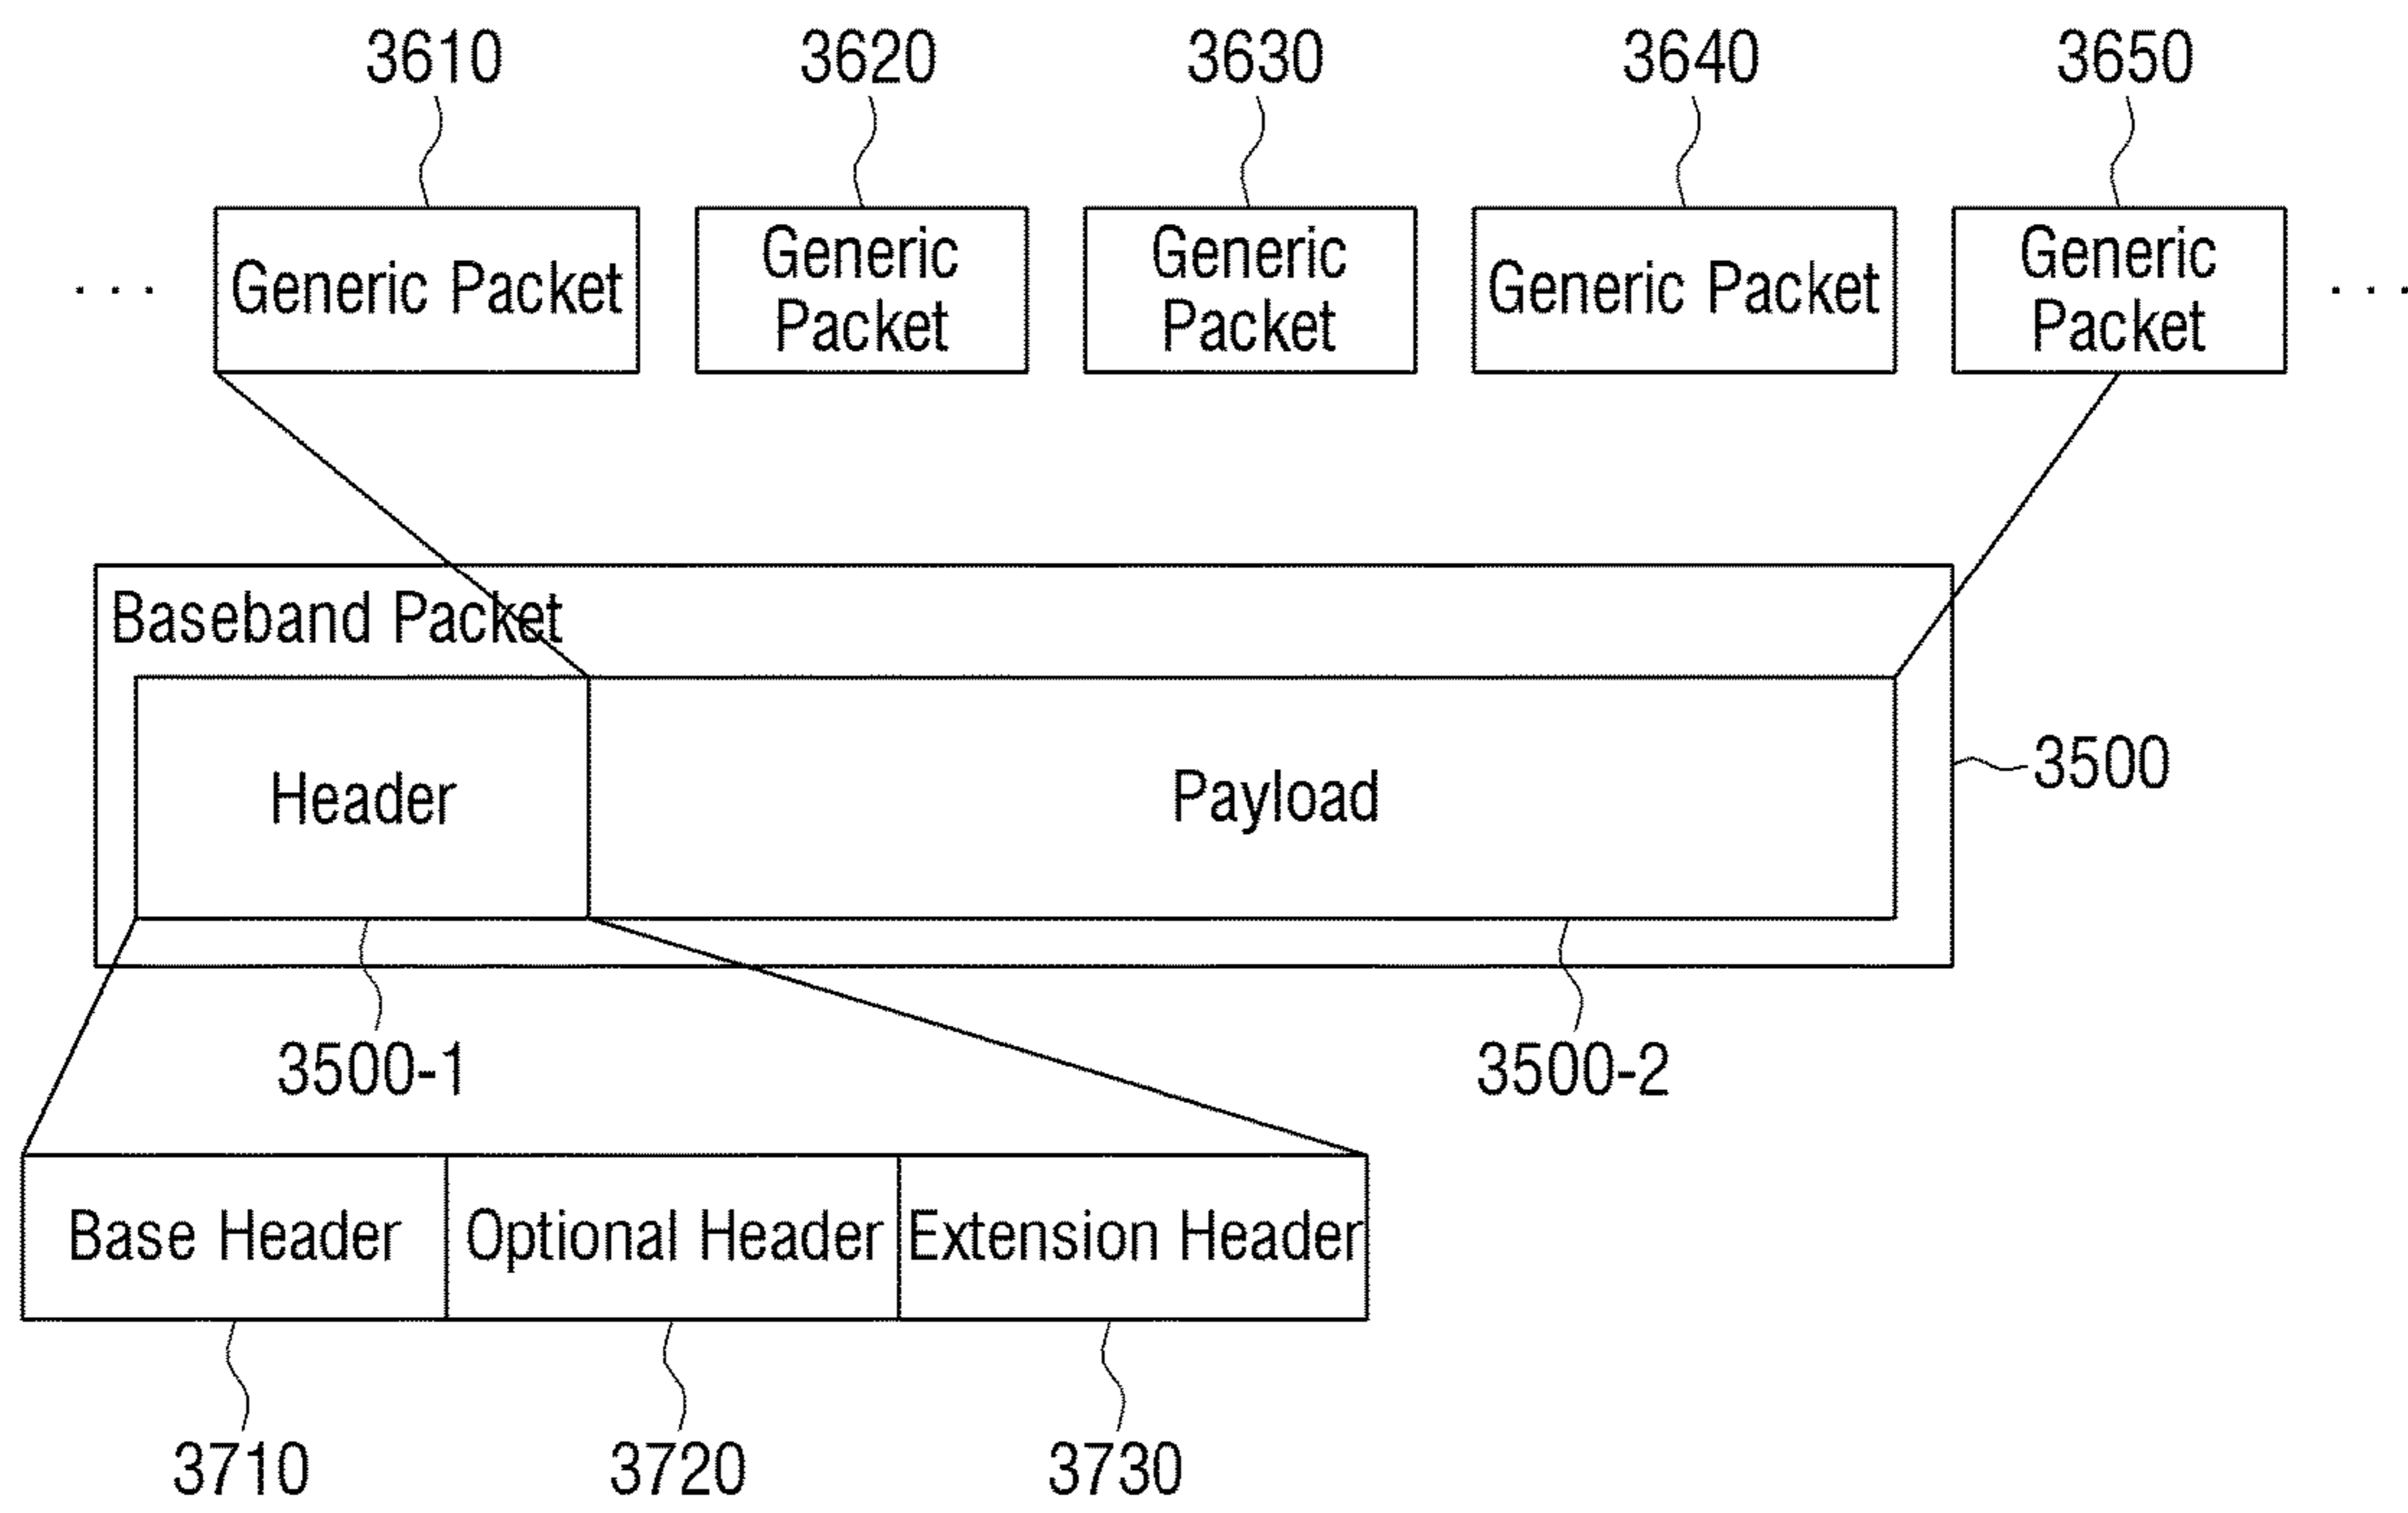 3610 3620 3630 3640 3650
... Generic Packet Generic Packet Generic Packet Generic Packet Generic Packet ...
Baseband Packet
Header Payload 3500
3500-1 3500-2
Base Header Optional Header Extension Header
3710 3720 3730